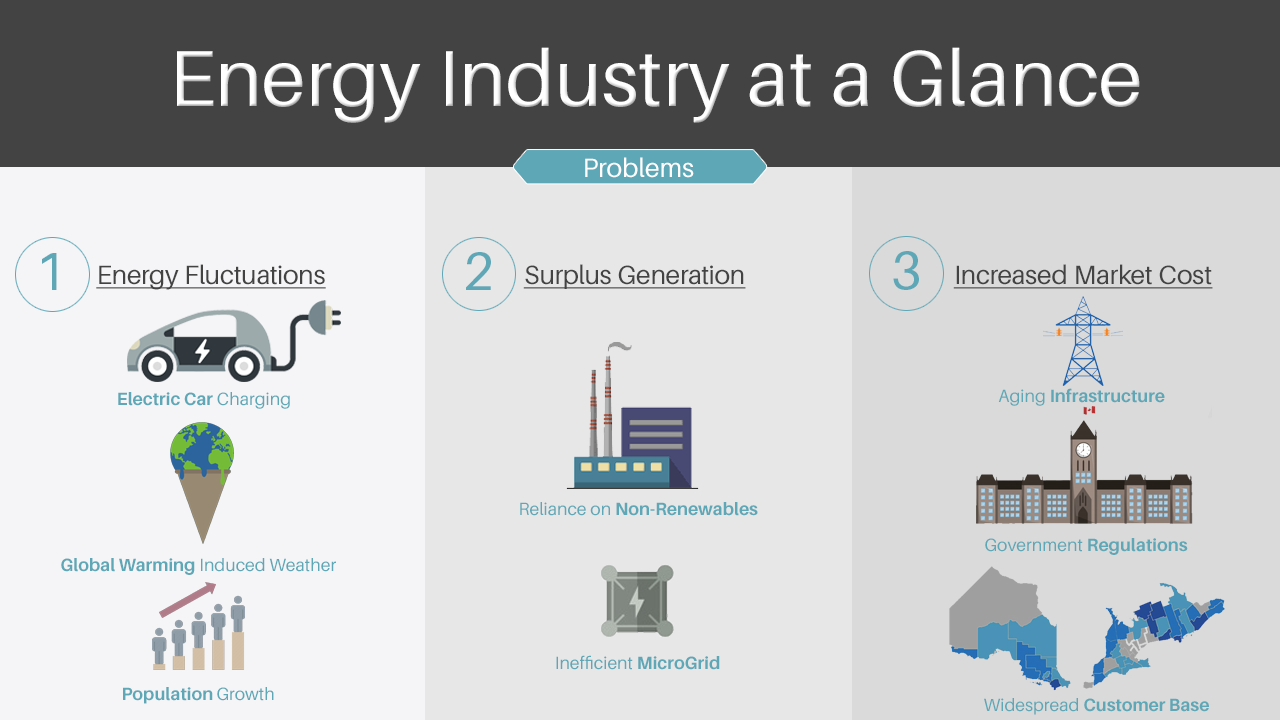 Energy Industry at a Glance
Problems
1 Energy Fluctuations
Electric Car Charging
Global Warming Induced Weather
Population Growth
2 Surplus Generation
Reliance on Non-Renewables
Inefficient MicroGrid
3 Increased Market Cost
Aging Infrastructure
Government Regulations
Widespread Customer Base